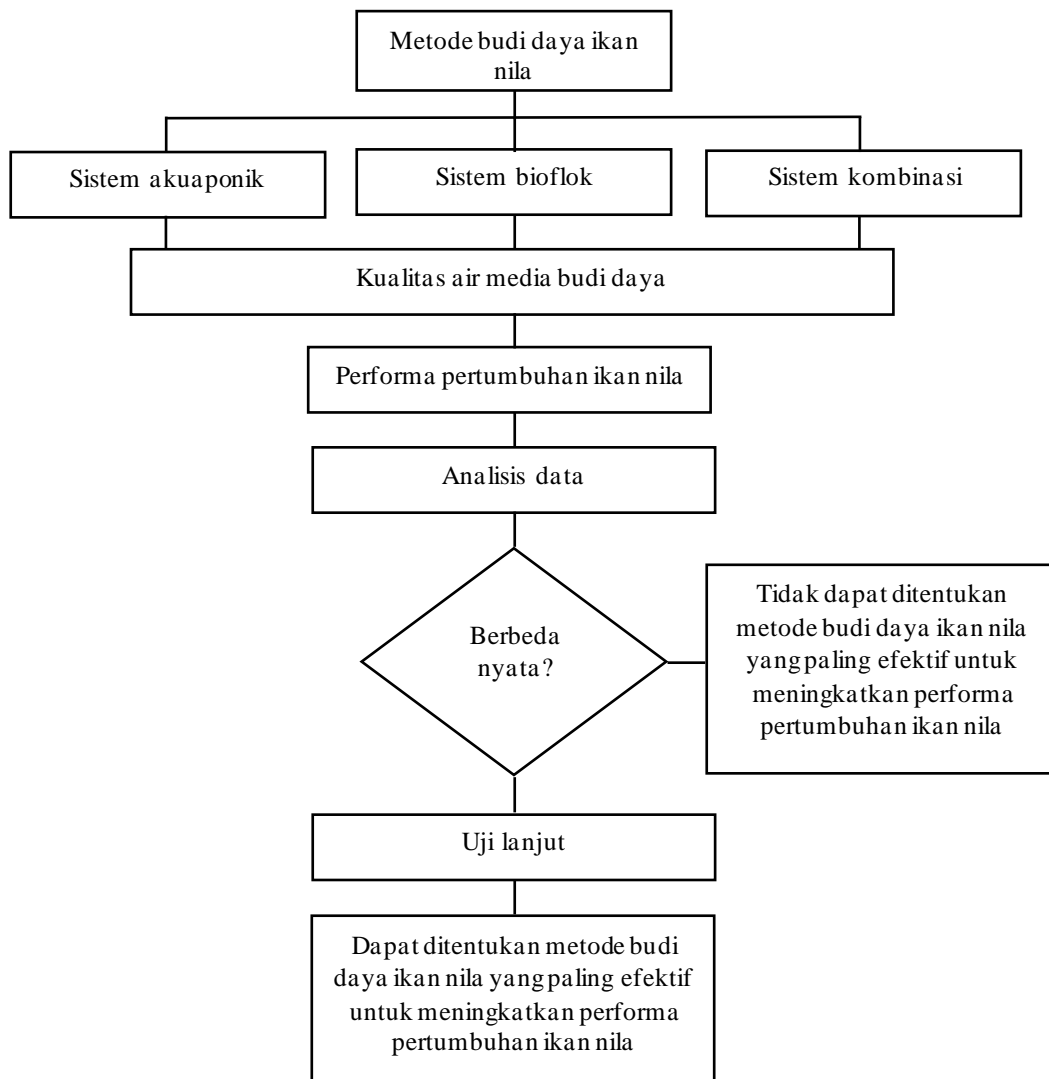 Metode budi daya ikan
nila
Sistem akuaponik
Sistem bioflok
Sistem kombinasi
Kualitas air media budi daya
Performa pertumbuhan ikan nila
Analisis data
Berbeda
nyata?
Tidak dapat ditentukan
metode budi daya ikan nila
yang paling efektif untuk
meningkatkan performa
pertumbuhan ikan nila
Uji lanjut
Dapat ditentukan metode budi
daya ikan nila yang paling efektif
untuk meningkatkan performa
pertumbuhan ikan nila